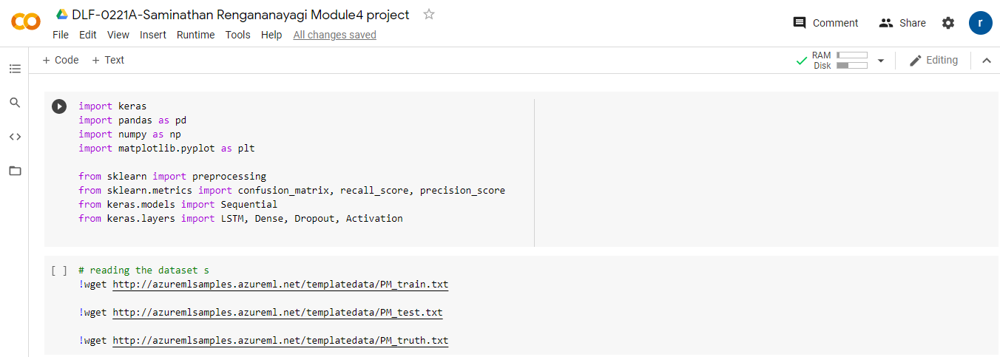 DLF-0221A-Saminathan Rengananayagi Module4 project
File Edit View Insert Runtime Tools Help All changes saved
Comment Share r
+ Code + Text
RAM
Disk
Editing
import keras
import pandas as pd
import numpy as np
import matplotlib.pyplot as plt
from sklearn import preprocessing
from sklearn.metrics import confusion_matrix, recall_score, precision_score
from keras.models import Sequential
from keras.layers import LSTM, Dense, Dropout, Activation
[ ] # reading the dataset s
!wget http://azuremlsamples.azureml.net/templatedata/PM_train.txt
!wget http://azuremlsamples.azureml.net/templatedata/PM_test.txt
!wget http://azuremlsamples.azureml.net/templatedata/PM_truth.txt